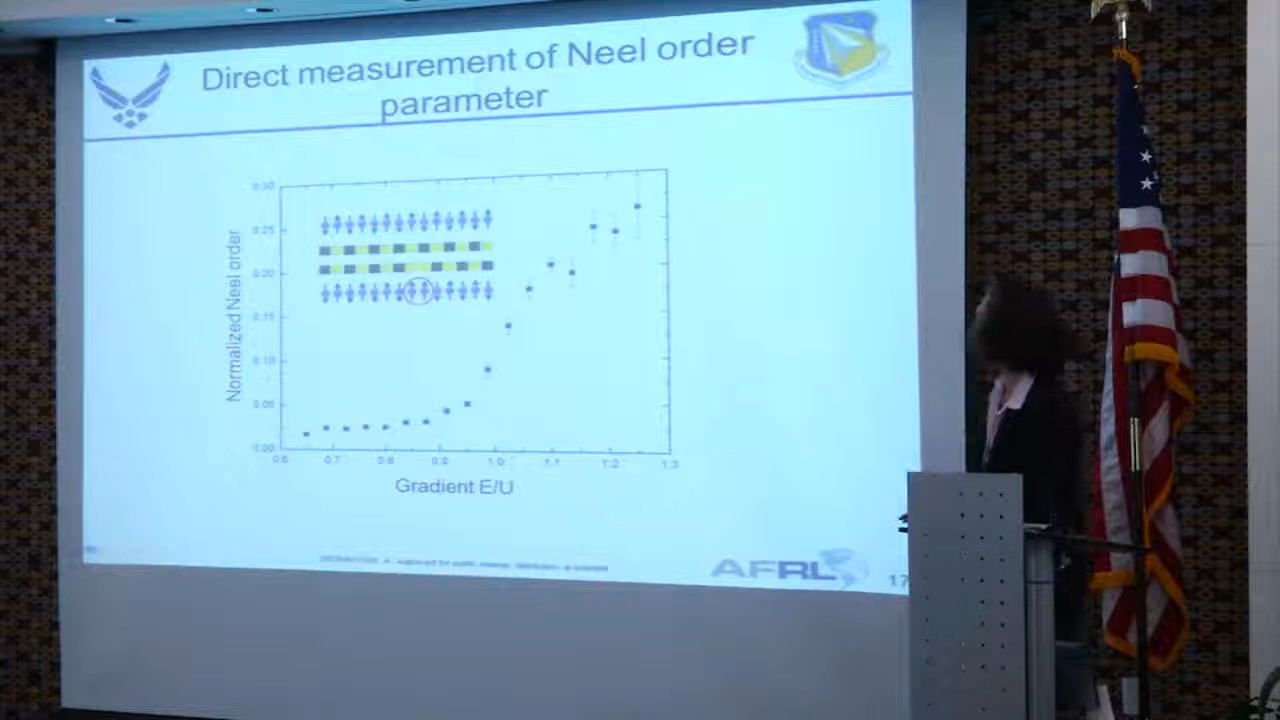 Direct measurement of Neel order
parameter
Normalized Neel order
0.30
0.25
0.20
0.15
0.10
0.05
0.00
0.6 0.7 0.8 0.9 1.0 1.1 1.2 1.3
Gradient E/U
AFRL
17